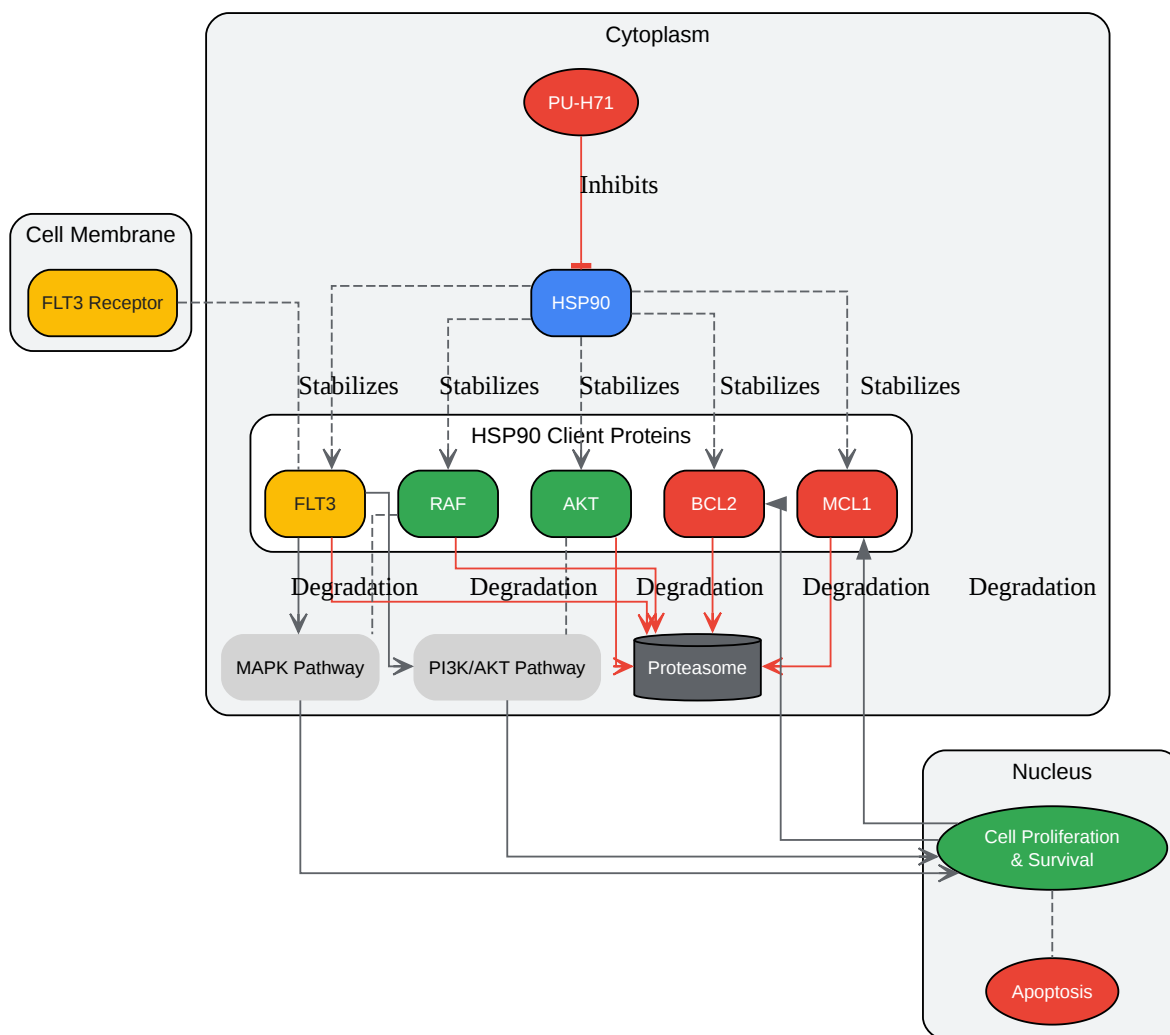 Cytoplasm
PU-H71
Inhibits
Cell Membrane
FLT3 Receptor
HSP90
Stabilizes
Stabilizes
Stabilizes
Stabilizes
Stabilizes
HSP90 Client Proteins
FLT3
RAF
AKT
BCL2
MCL1
Degradation
Degradation
Degradation
Degradation
Degradation
MAPK Pathway
PI3K/AKT Pathway
Proteasome
Nucleus
Cell Proliferation
& Survival
Apoptosis